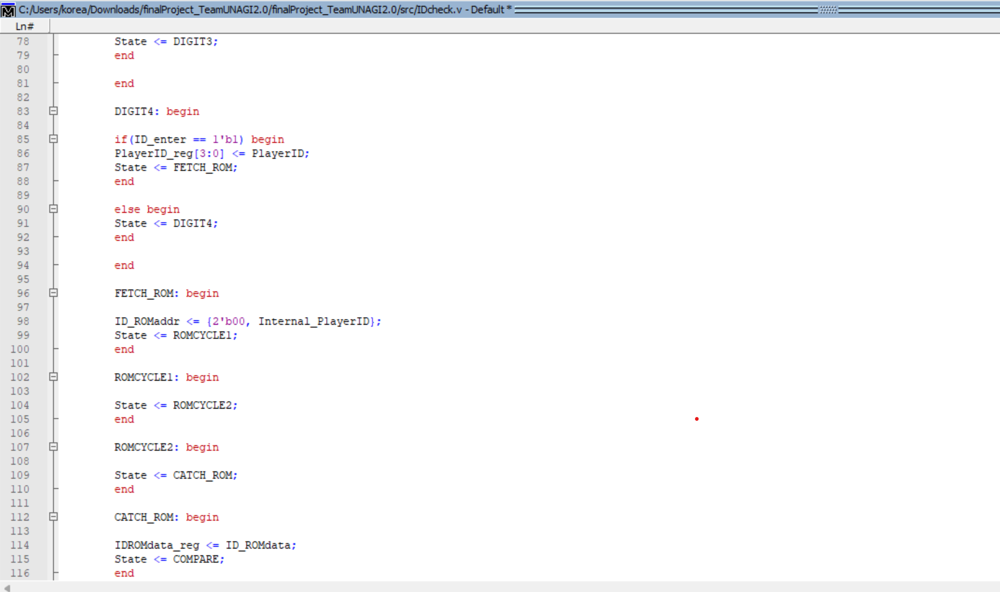 C:/Users/korea/Downloads/finalProject_TeamUNAGI2.0/finalProject_TeamUNAGI2.0/src/IDcheck.v - Default *
Ln#
78 State <= DIGIT3;
79 end
80
81 end
82
83 DIGIT4: begin
84
85 if(ID_enter == 1'b1) begin
86 PlayerID_reg[3:0] <= PlayerID;
87 State <= FETCH_ROM;
88 end
89
90 else begin
91 State <= DIGIT4;
92 end
93
94 end
95
96 FETCH_ROM: begin
97
98 ID_ROMaddr <= {2'b00, Internal_PlayerID};
99 State <= ROMCYCLE1;
100 end
101
102 ROMCYCLE1: begin
103
104 State <= ROMCYCLE2;
105 end
106
107 ROMCYCLE2: begin
108
109 State <= CATCH_ROM;
110 end
111
112 CATCH_ROM: begin
113
114 IDROMdata_reg <= ID_ROMdata;
115 State <= COMPARE;
116 end